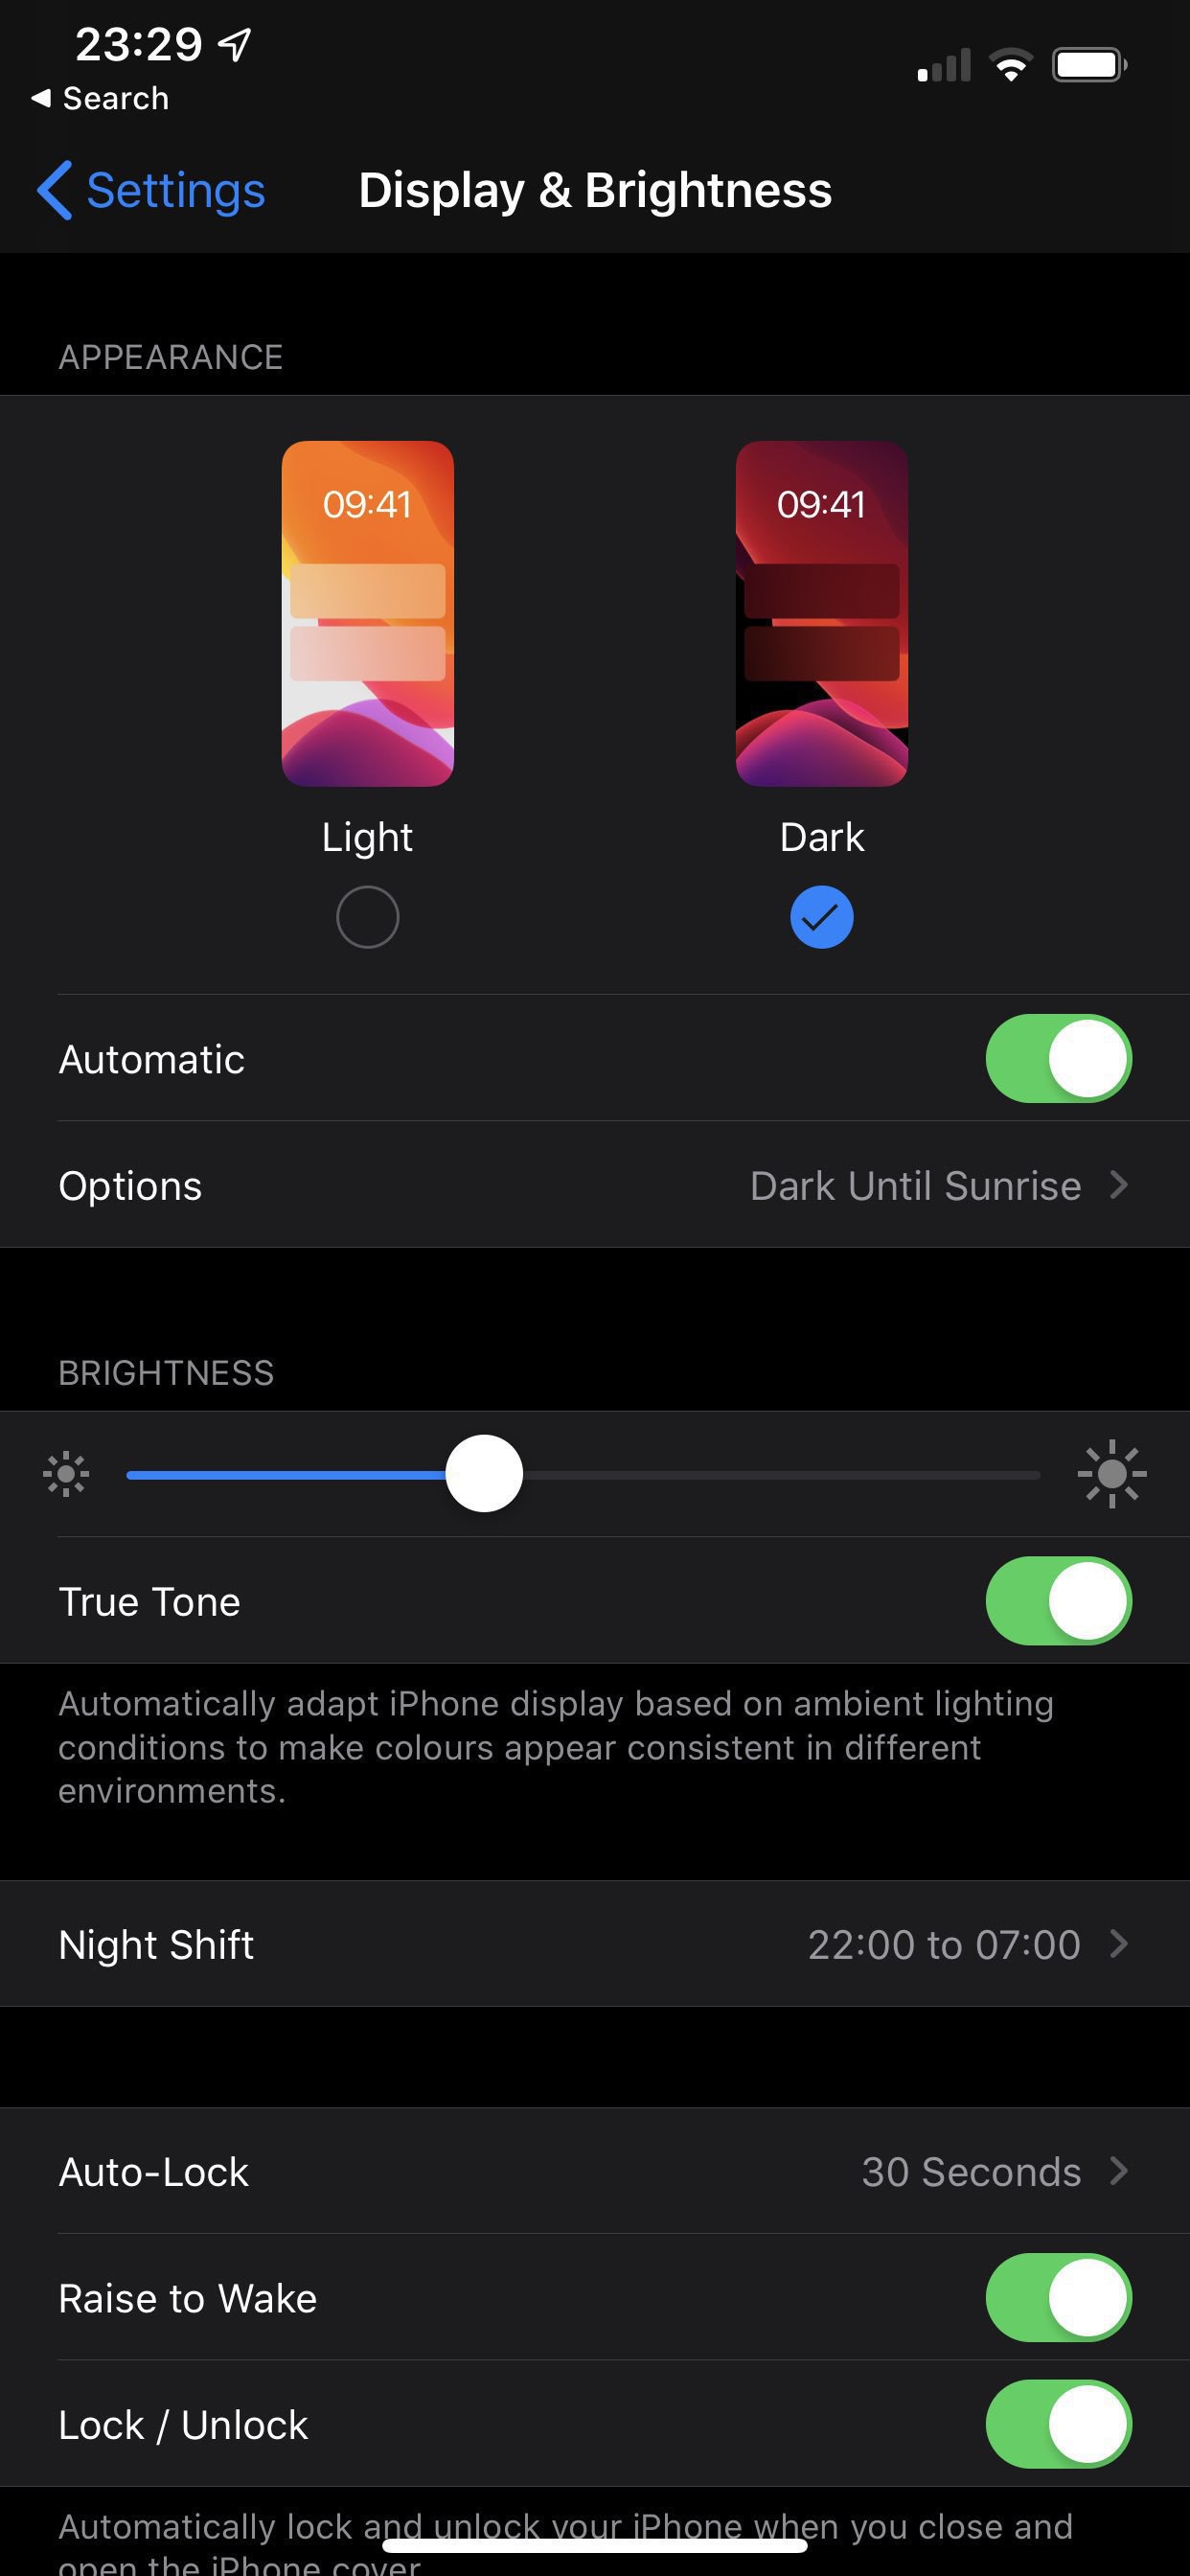 23:29
Search
Settings
Display & Brightness
APPEARANCE
09:41
09:41
Light
Dark
Automatic
Options
Dark Until Sunrise
BRIGHTNESS
True Tone
Automatically adapt iPhone display based on ambient lighting
conditions to make colours appear consistent in different
environments.
Night Shift
22:00 to 07:00
Auto-Lock
30 Seconds
Raise to Wake
Lock / Unlock
Automatically lock and unlock your iPhone when you close and
open the iPhone cover